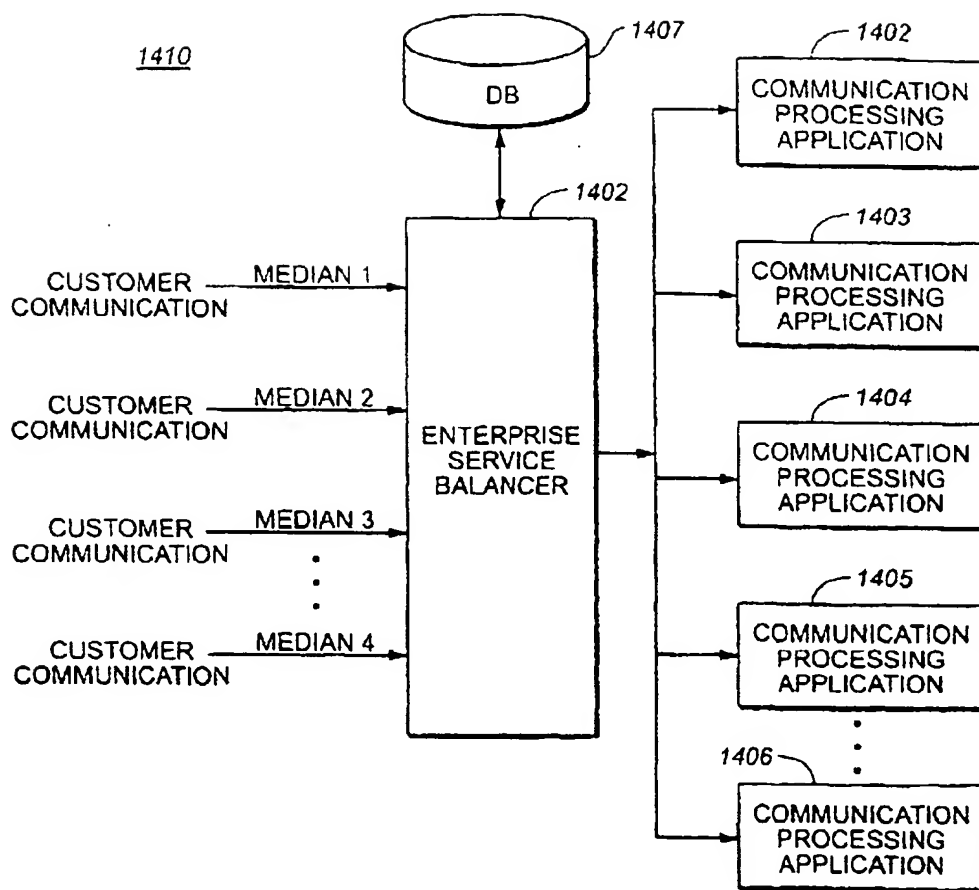 1410
1407
DB
1402
ENTERPRISE
SERVICE
BALANCER
CUSTOMER
COMMUNICATION
MEDIAN 1
CUSTOMER
COMMUNICATION
MEDIAN 2
CUSTOMER
COMMUNICATION
MEDIAN 3
CUSTOMER
COMMUNICATION
MEDIAN 4
1402
COMMUNICATION
PROCESSING
APPLICATION
1403
COMMUNICATION
PROCESSING
APPLICATION
1404
COMMUNICATION
PROCESSING
APPLICATION
1405
COMMUNICATION
PROCESSING
APPLICATION
1406
COMMUNICATION
PROCESSING
APPLICATION